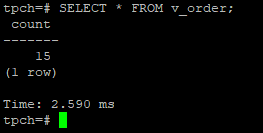 tpch=# SELECT * FROM v_order;
 count
-------
    15
(1 row)

Time: 2.590 ms
tpch=#